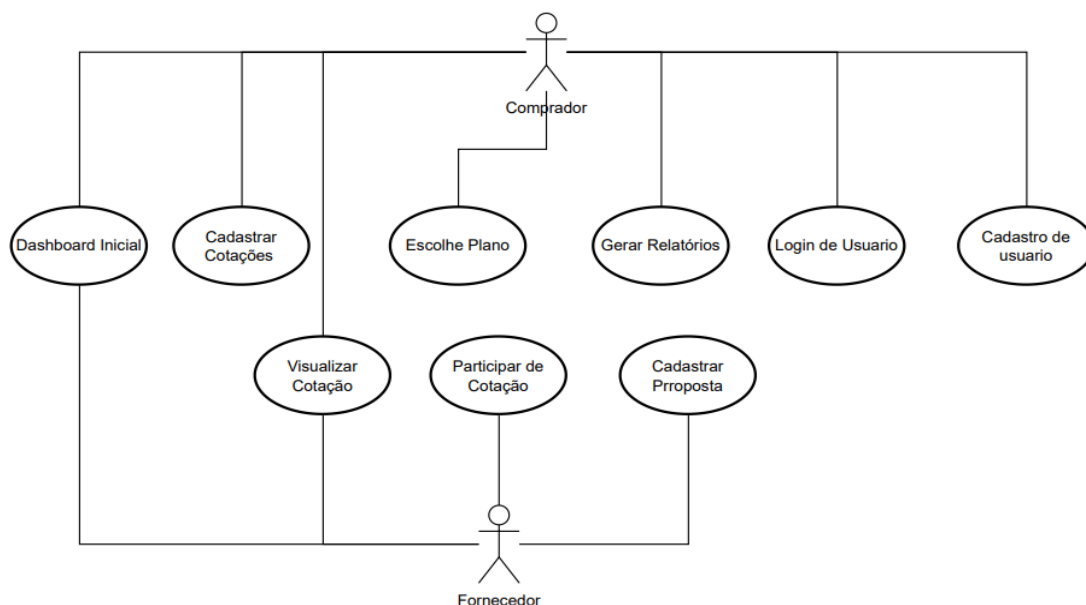 Comprador
Dashboard Inicial
Cadastrar
Cotações
Escolhe Plano
Gerar Relatórios
Login de Usuario
Cadastro de
usuario
Visualizar
Cotação
Participar de
Cotação
Cadastrar
Prroposta
Fornecedor